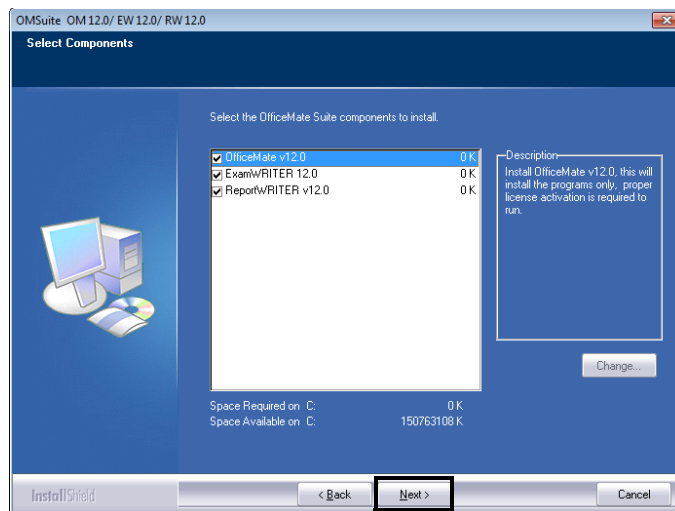 OMSuite OM 12.0/ EW 12.0/ RW 12.0
Select Components
Select the OfficeMate Suite components to install.
OfficeMate v12.0 0 K
ExamWRITER 12.0 0 K
ReportWRITER v12.0 0 K
Description
Install OfficeMate v12.0, this will
install the programs only, proper
license activation is required to
run.
Change...
Space Required on C: 0 K
Space Available on C: 150763108 K
InstallShield
< Back
Next >
Cancel